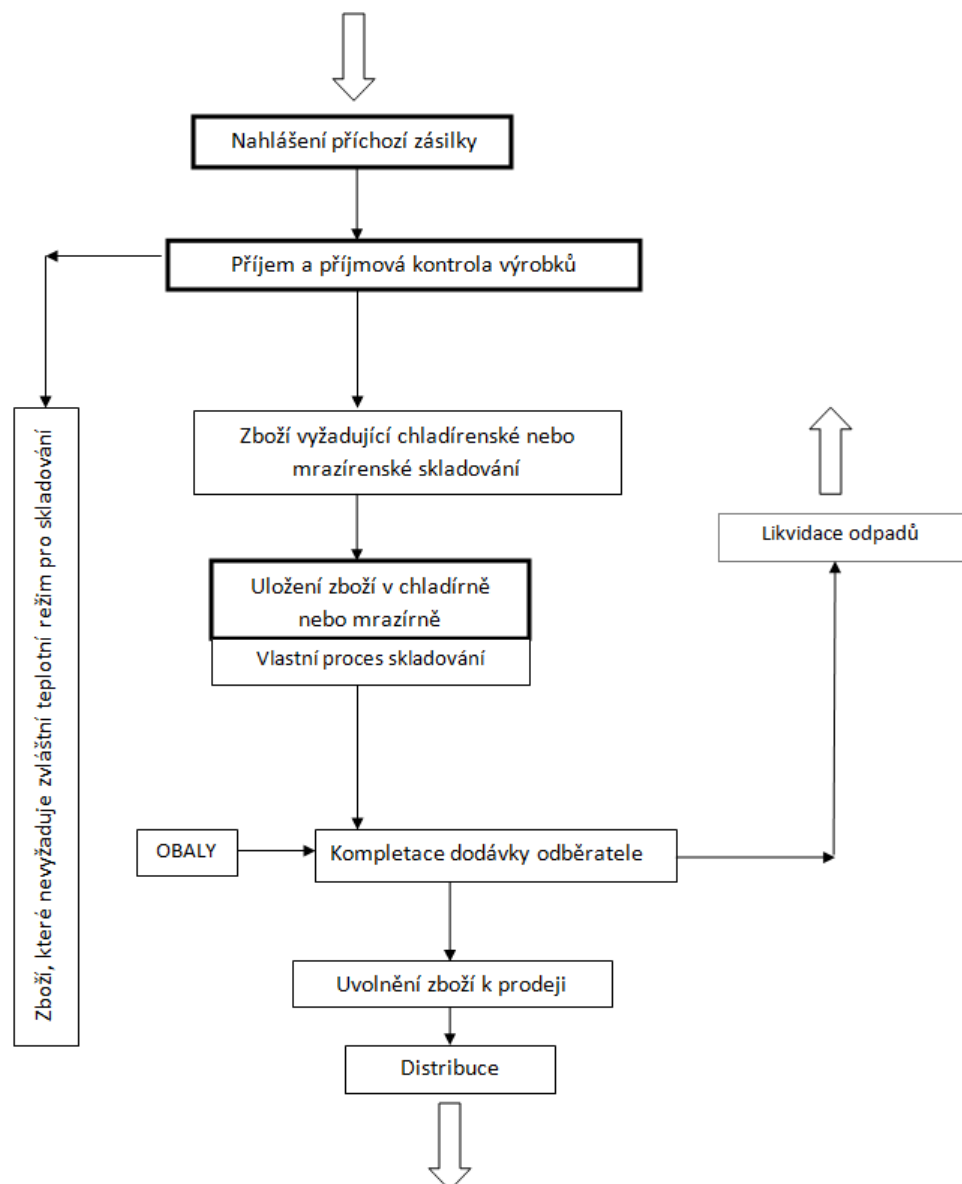 Nahlášení příchozí zásilky
Příjem a příjmová kontrola výrobků
Zboží, které nevyžaduje zvláštní teplotní režim pro skladování
Zboží vyžadující chladírenské nebo
mrazírenské skladování
Likvidace odpadů
Uložení zboží v chladírně
nebo mrazírně
Vlastní proces skladování
OBALY
Kompletace dodávky odběratele
Uvolnění zboží k prodeji
Distribuce